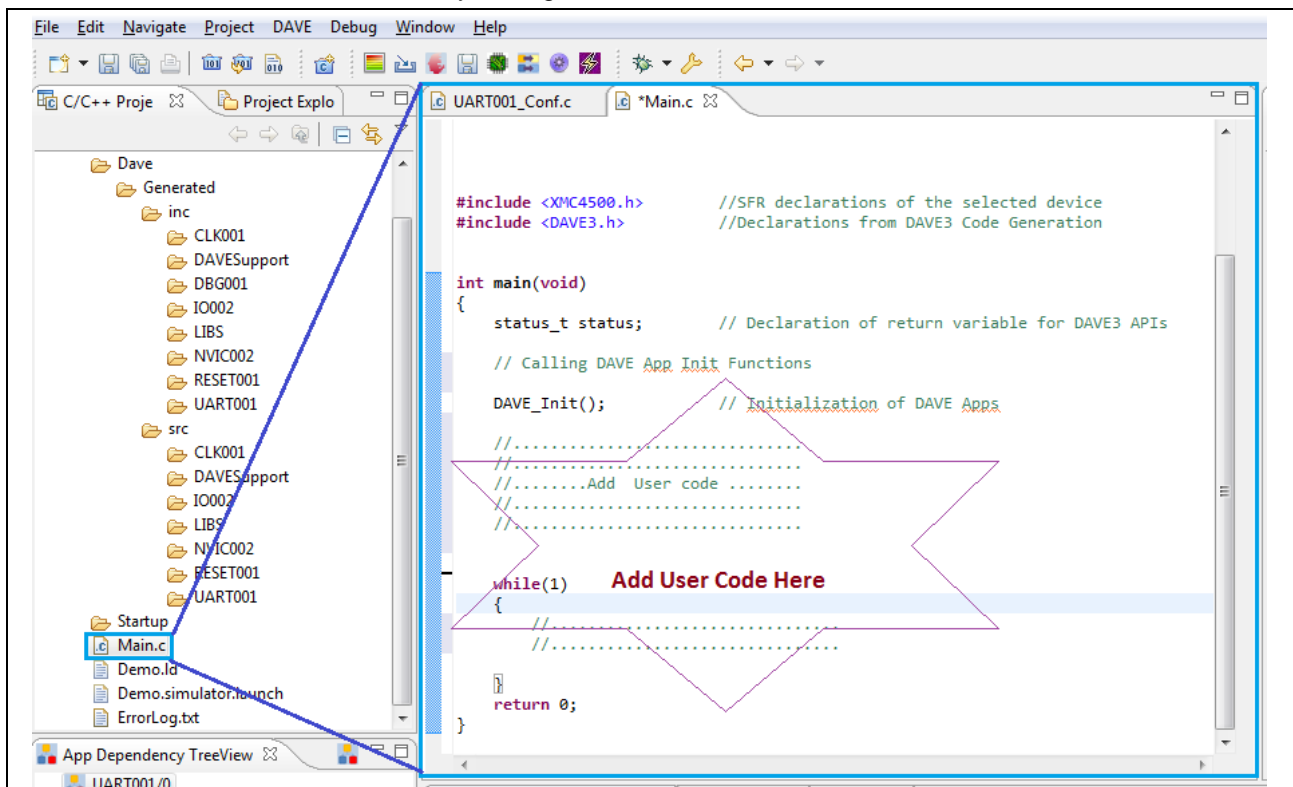 File Edit Navigate Project DAVE Debug Window Help
C/C++ Proje Project Explo
UART001_Conf.c *Main.c
Dave
Generated
inc
CLK001
DAVESupport
DBG001
IO002
LIBS
NVIC002
RESET001
UART001
src
CLK001
DAVESupport
IO002
LIBS
NVIC002
RESET001
UART001
Startup
Main.c
Demo.ld
Demo.simulator.launch
ErrorLog.txt
App Dependency TreeView
UART001/0
#include <XMC4500.h> //SFR declarations of the selected device
#include <DAVE3.h> //Declarations from DAVE3 Code Generation
int main(void)
{
status_t status; // Declaration of return variable for DAVE3 APIs
// Calling DAVE App Init Functions
DAVE_Init(); // Initialization of DAVE Apps
//...............................
//...............................
//........Add User code ........
//...............................
//...............................
while(1)
Add User Code Here
{
//...............................
//...............................
}
return 0;
}